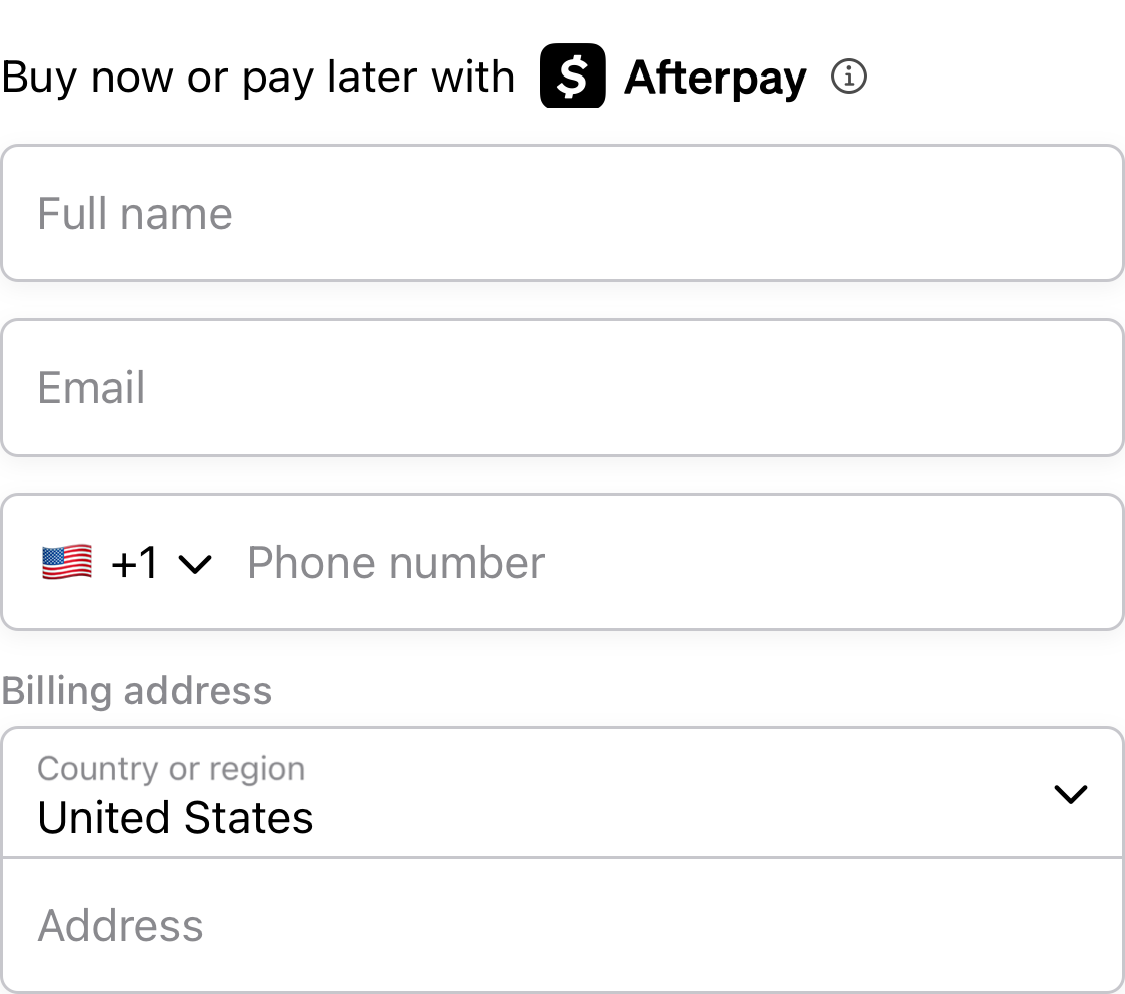 Buy now or pay later with $ Afterpay
Full name
Email
+1 Phone number
Billing address
Country or region
United States
Address